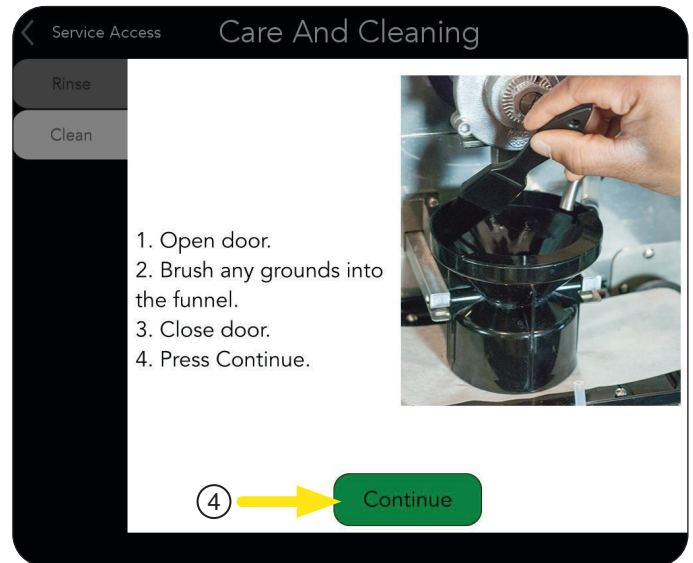 Service Access
Care And Cleaning
Rinse
Clean
1. Open door.
2. Brush any grounds into
the funnel.
3. Close door.
4. Press Continue.
4
Continue